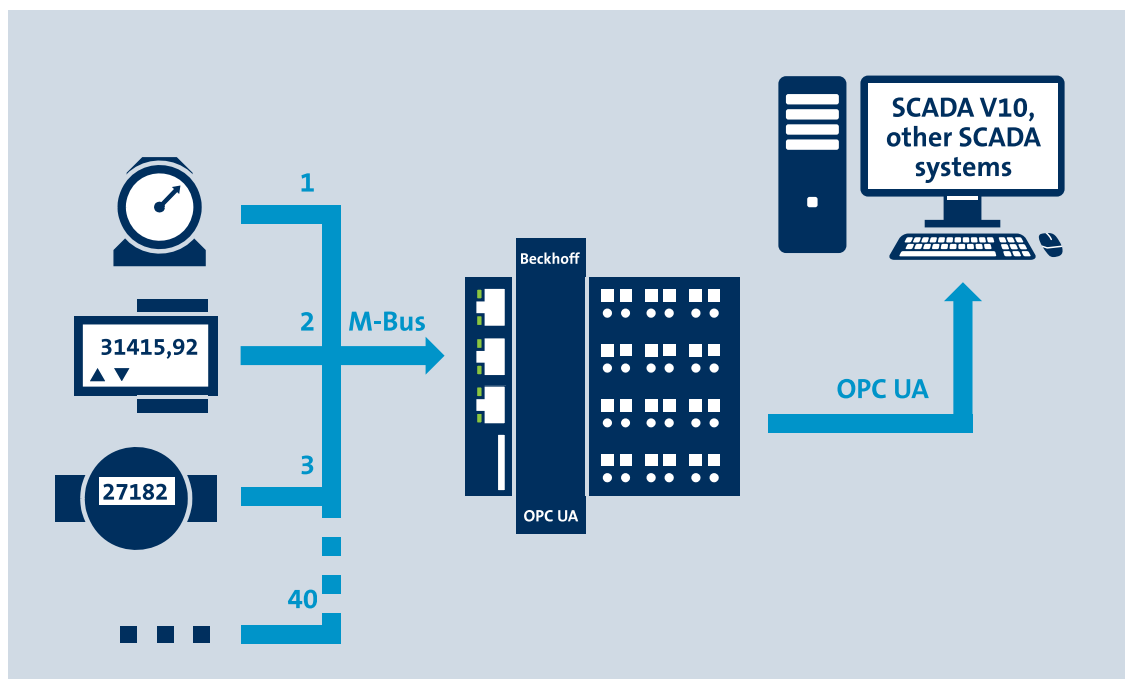 SCADA V10,
other SCADA
systems
1
Beckhoff
2
M-Bus
31415,92
OPC UA
3
27182
OPC UA
40